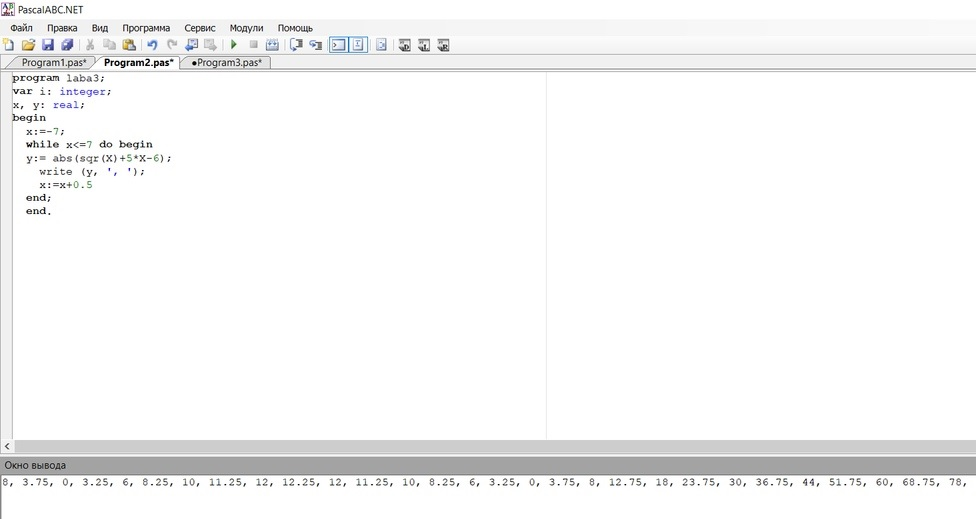 PascalABC.NET
Файл Правка Вид Программа Сервис Модули Помощь
Program1.pas* Program2.pas* •Program3.pas*
program laba3;
var i: integer;
x, y: real;
begin
x:=-7;
while x<=7 do begin
y:= abs(sqr(X)+5*X-6);
write (y, ', ');
x:=x+0.5
end;
end.
Окно вывода
8, 3.75, 0, 3.25, 6, 8.25, 10, 11.25, 12, 12.25, 12, 11.25, 10, 8.25, 6, 3.25, 0, 3.75, 8, 12.75, 18, 23.75, 30, 36.75, 44, 51.75, 60, 68.75, 78,